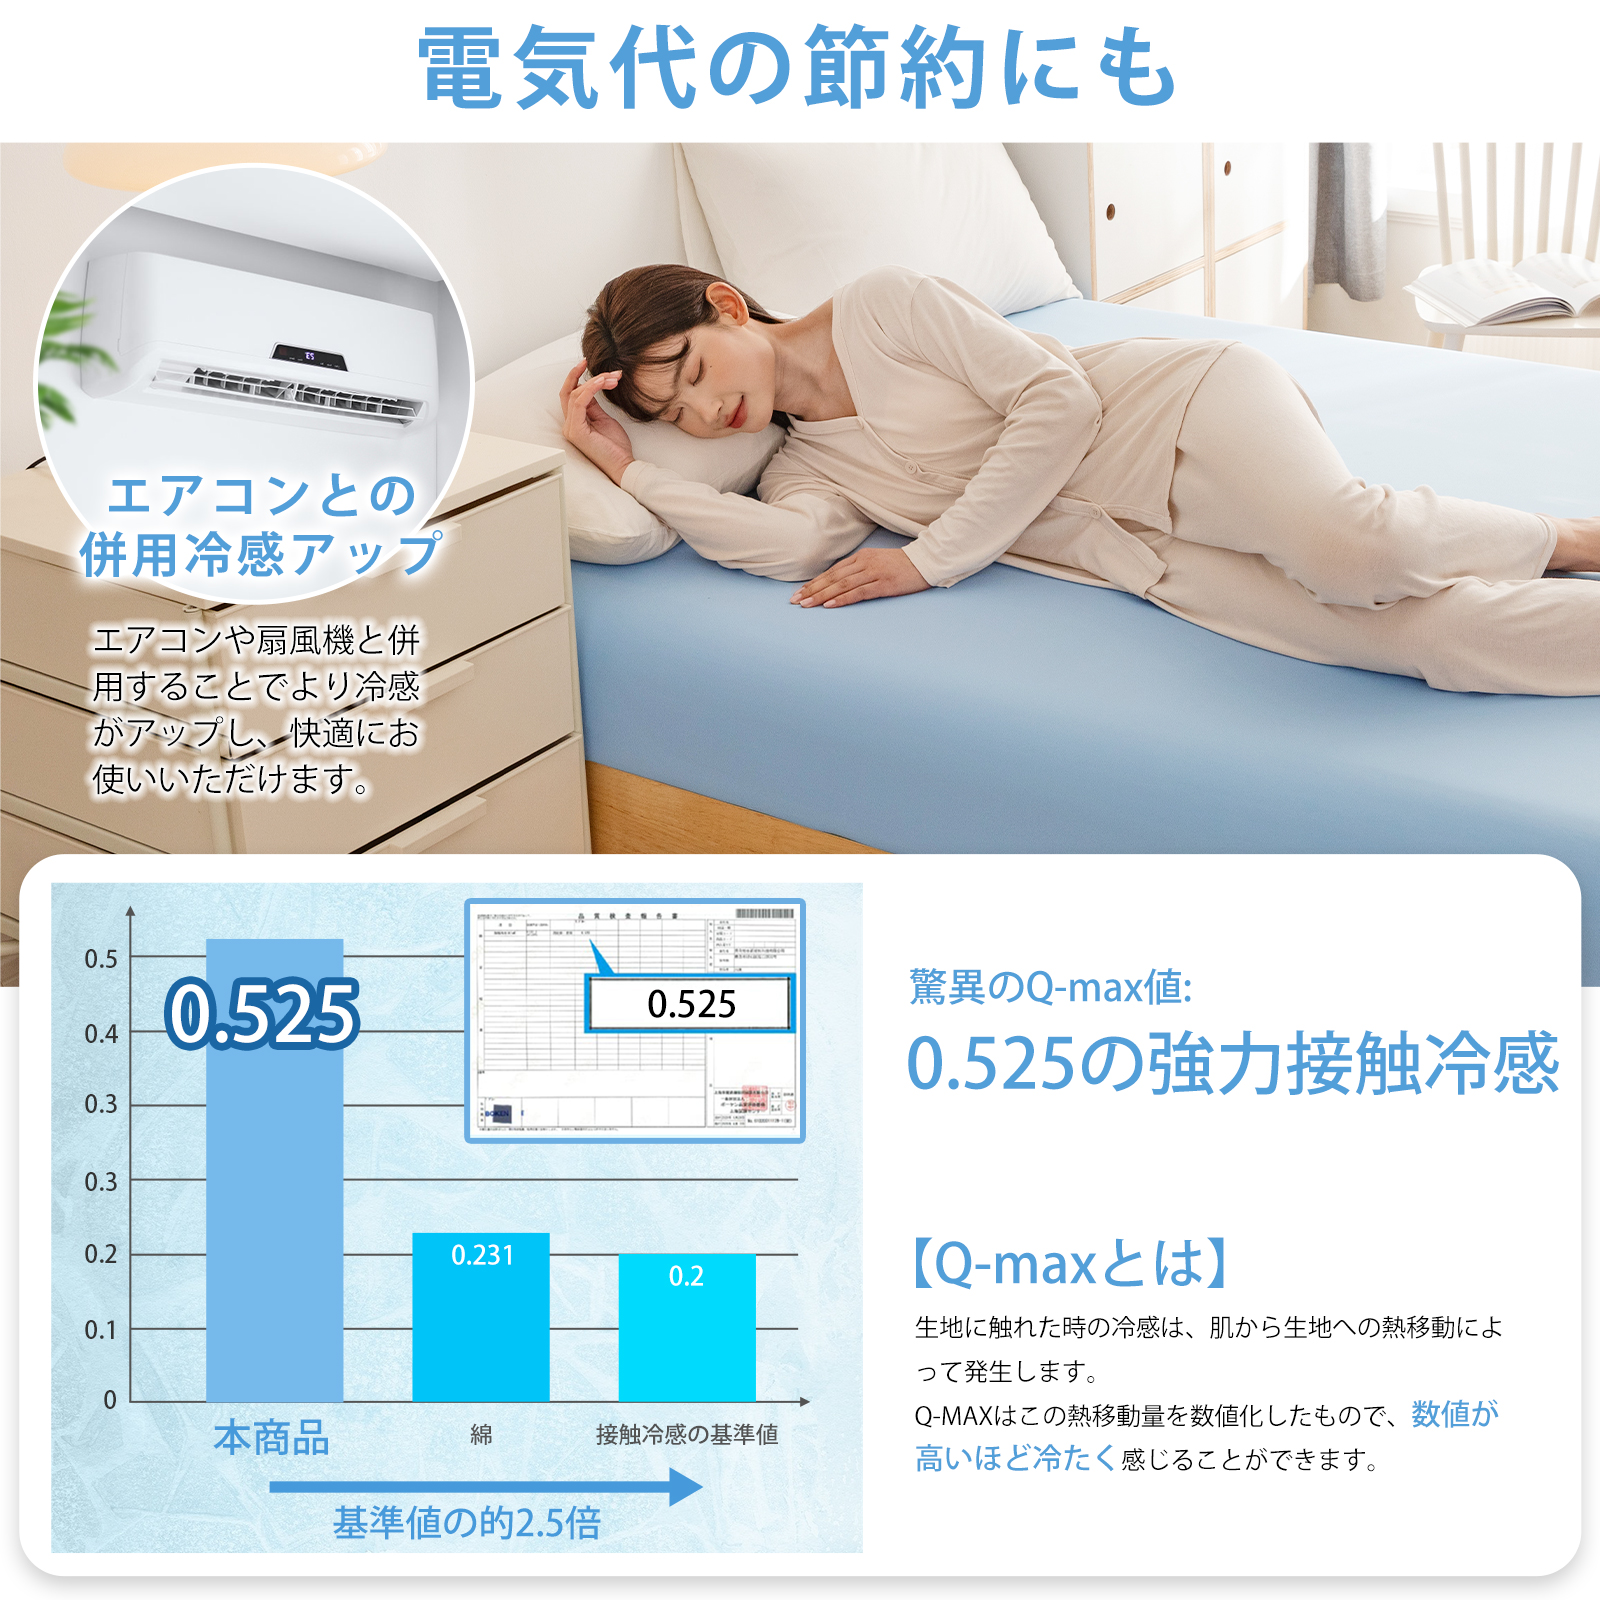 電気代の節約にも
エアコンとの
併用冷感アップ
エアコンや扇風機と併
用することでより冷感
がアップし、快適にお
使いいただけます。
0.5
0.4
0.3
0.3
0.2
0.1
0
0.525
品質検査報告書
0.525
BOKEN
0.231
0.2
本商品
綿
接触冷感の基準値
基準値の的2.5倍
驚異のQ-max値:
0.525の強力接触冷感
【Q-maxとは】
生地に触れた時の冷感は、肌から生地への熱移動によ
って発生します。
Q-MAXはこの熱移動量を数値化したもので、数値が
高いほど冷たく感じることができます。